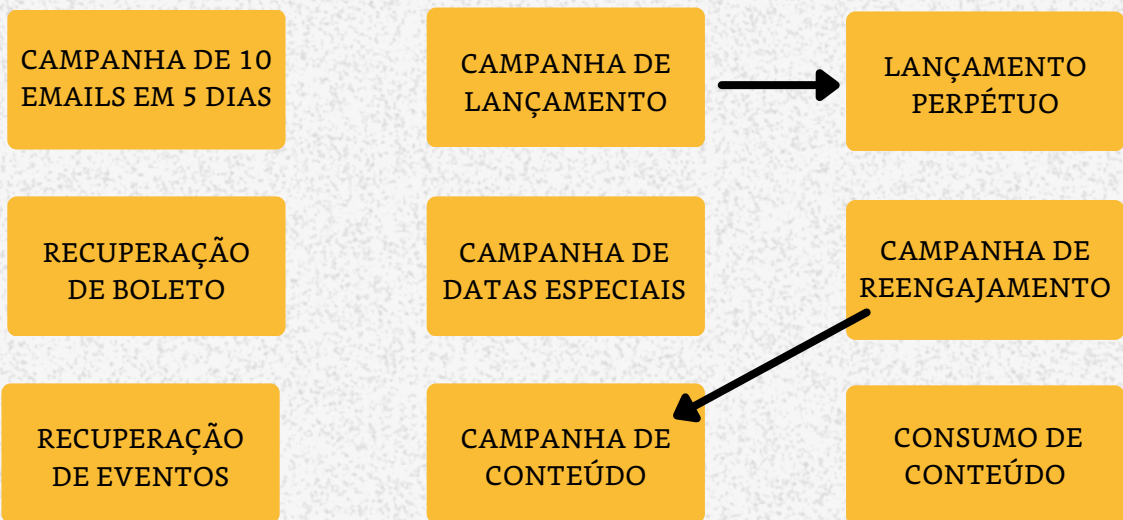 CAMPANHA DE 10
EMAILS EM 5 DIAS
CAMPANHA DE
LANÇAMENTO
LANÇAMENTO
PERPÉTUO
RECUPERAÇÃO
DE BOLETO
CAMPANHA DE
DATAS ESPECIAIS
CAMPANHA DE
REENGAJAMENTO
RECUPERAÇÃO
DE EVENTOS
CAMPANHA DE
CONTEÚDO
CONSUMO DE
CONTEÚDO